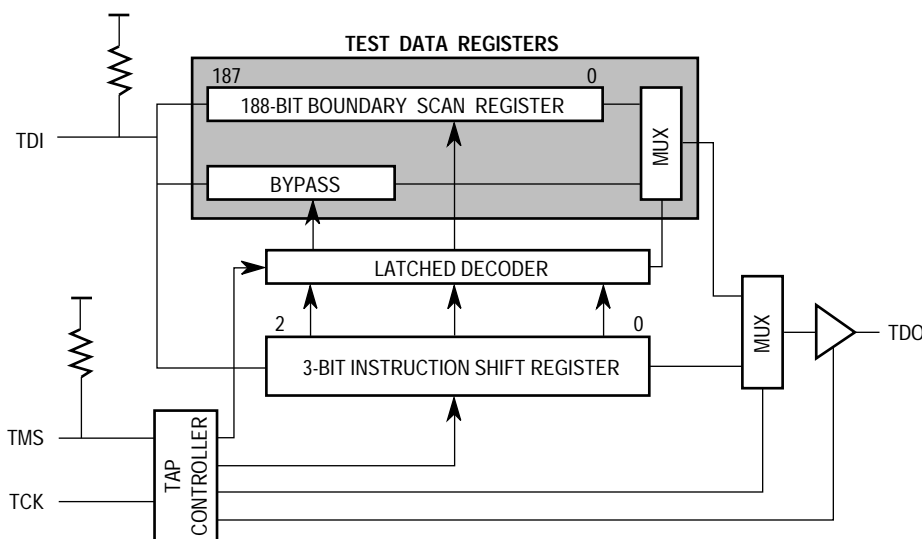 TEST DATA REGISTERS
187 0
188-BIT BOUNDARY SCAN REGISTER
MUX
TDI
BYPASS
LATCHED DECODER
2 0
3-BIT INSTRUCTION SHIFT REGISTER
MUX
TDO
TMS
TAP
CONTROLLER
TCK